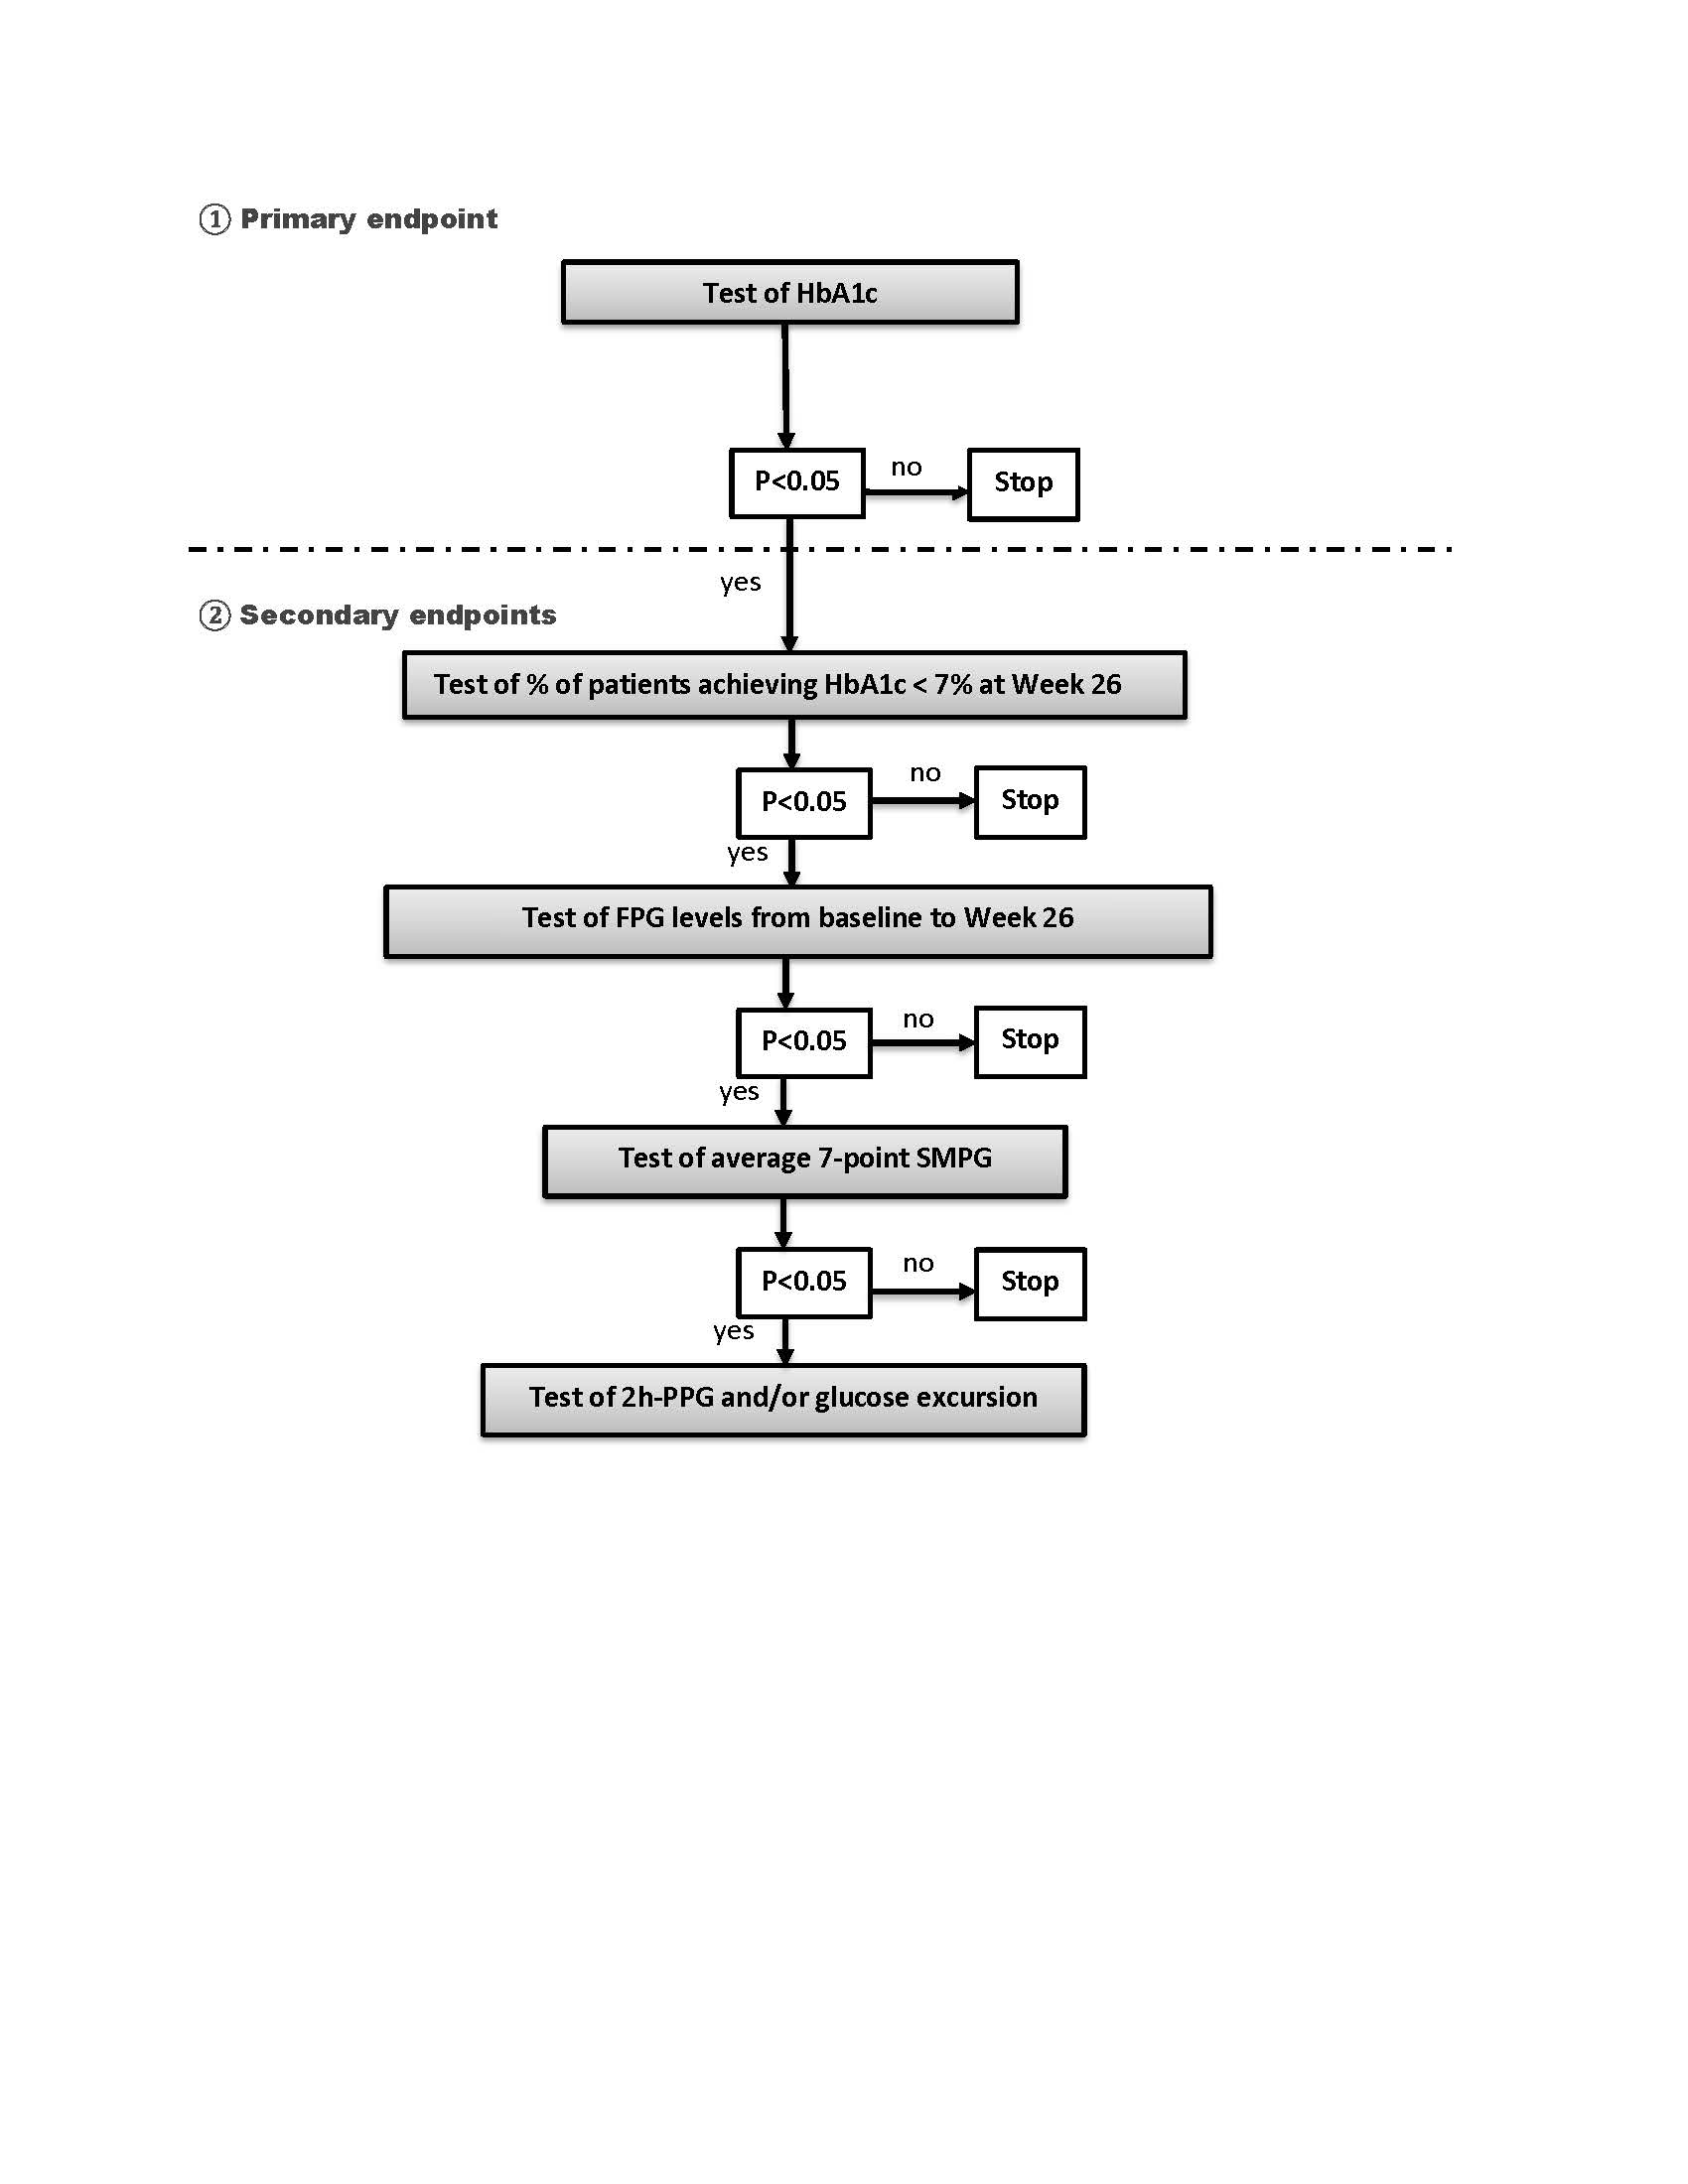 ① Primary endpoint
Test of HbA1c
P<0.05
no
Stop
yes
② Secondary endpoints
Test of % of patients achieving HbA1c < 7% at Week 26
P<0.05
no
Stop
yes
Test of FPG levels from baseline to Week 26
P<0.05
no
Stop
yes
Test of average 7-point SMPG
P<0.05
no
Stop
yes
Test of 2h-PPG and/or glucose excursion